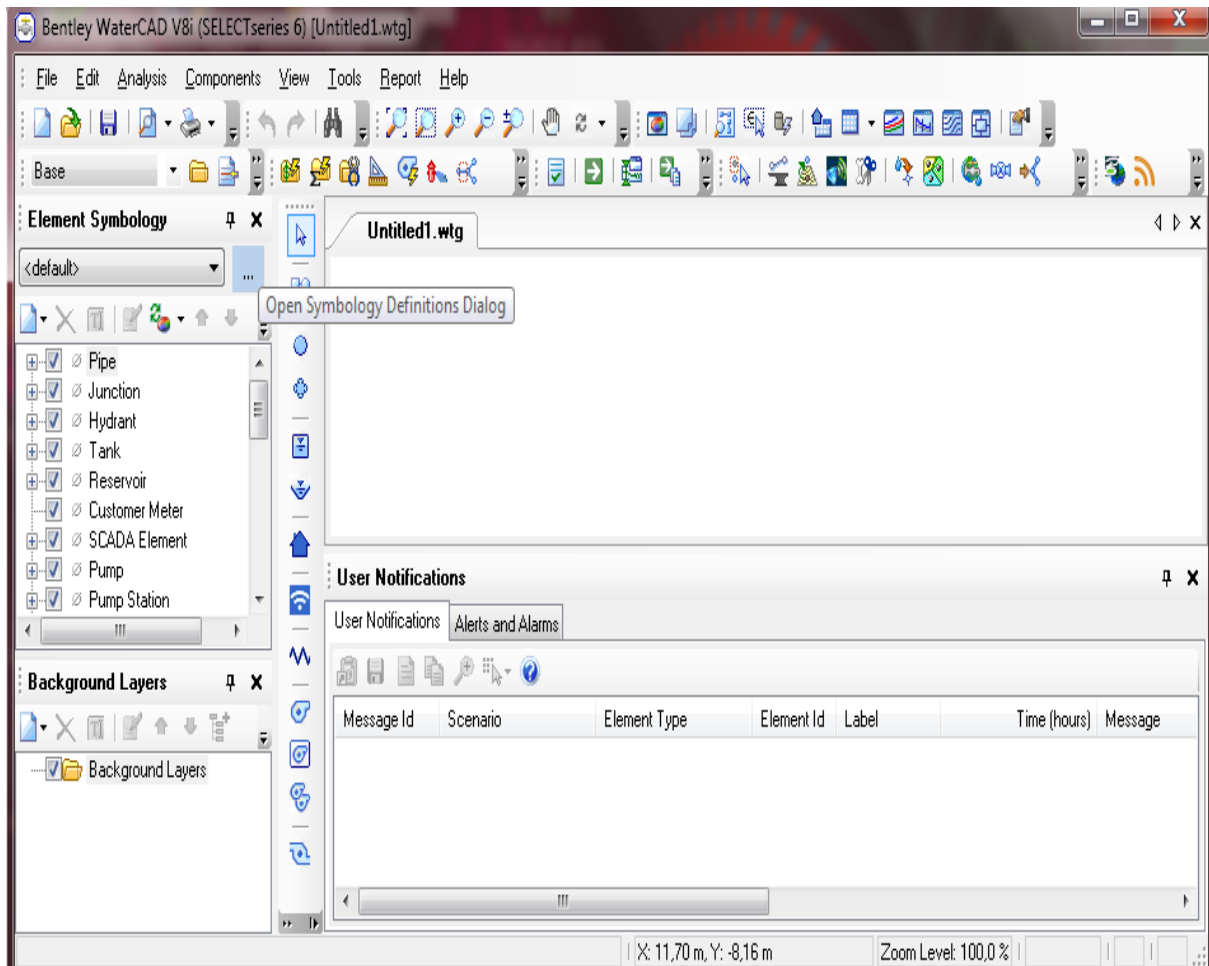 Bentley WaterCAD V8i (SELECTseries 6) [Untitled1.wtg]
File Edit Analysis Components View Tools Report Help
Base
Element Symbology
<default>
...
Open Symbology Definitions Dialog
Pipe
Junction
Hydrant
Tank
Reservoir
Customer Meter
SCADA Element
Pump
Pump Station
Background Layers
Background Layers
Untitled1.wtg
User Notifications
User Notifications Alerts and Alarms
Message Id Scenario Element Type Element Id Label Time (hours) Message
X: 11,70 m, Y: -8,16 m Zoom Level: 100,0 %